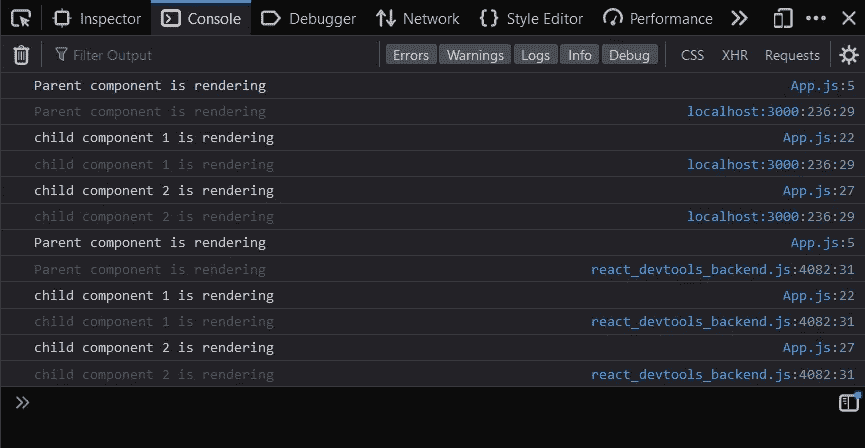 Inspector Console Debugger Network Style Editor Performance
Filter Output Errors Warnings Logs Info Debug CSS XHR Requests
Parent component is rendering App.js:5
Parent component is rendering localhost:3000:236:29
child component 1 is rendering App.js:22
child component 1 is rendering localhost:3000:236:29
child component 2 is rendering App.js:27
child component 2 is rendering localhost:3000:236:29
Parent component is rendering App.js:5
Parent component is rendering react_devtools_backend.js:4082:31
child component 1 is rendering App.js:22
child component 1 is rendering react_devtools_backend.js:4082:31
child component 2 is rendering App.js:27
child component 2 is rendering react_devtools_backend.js:4082:31